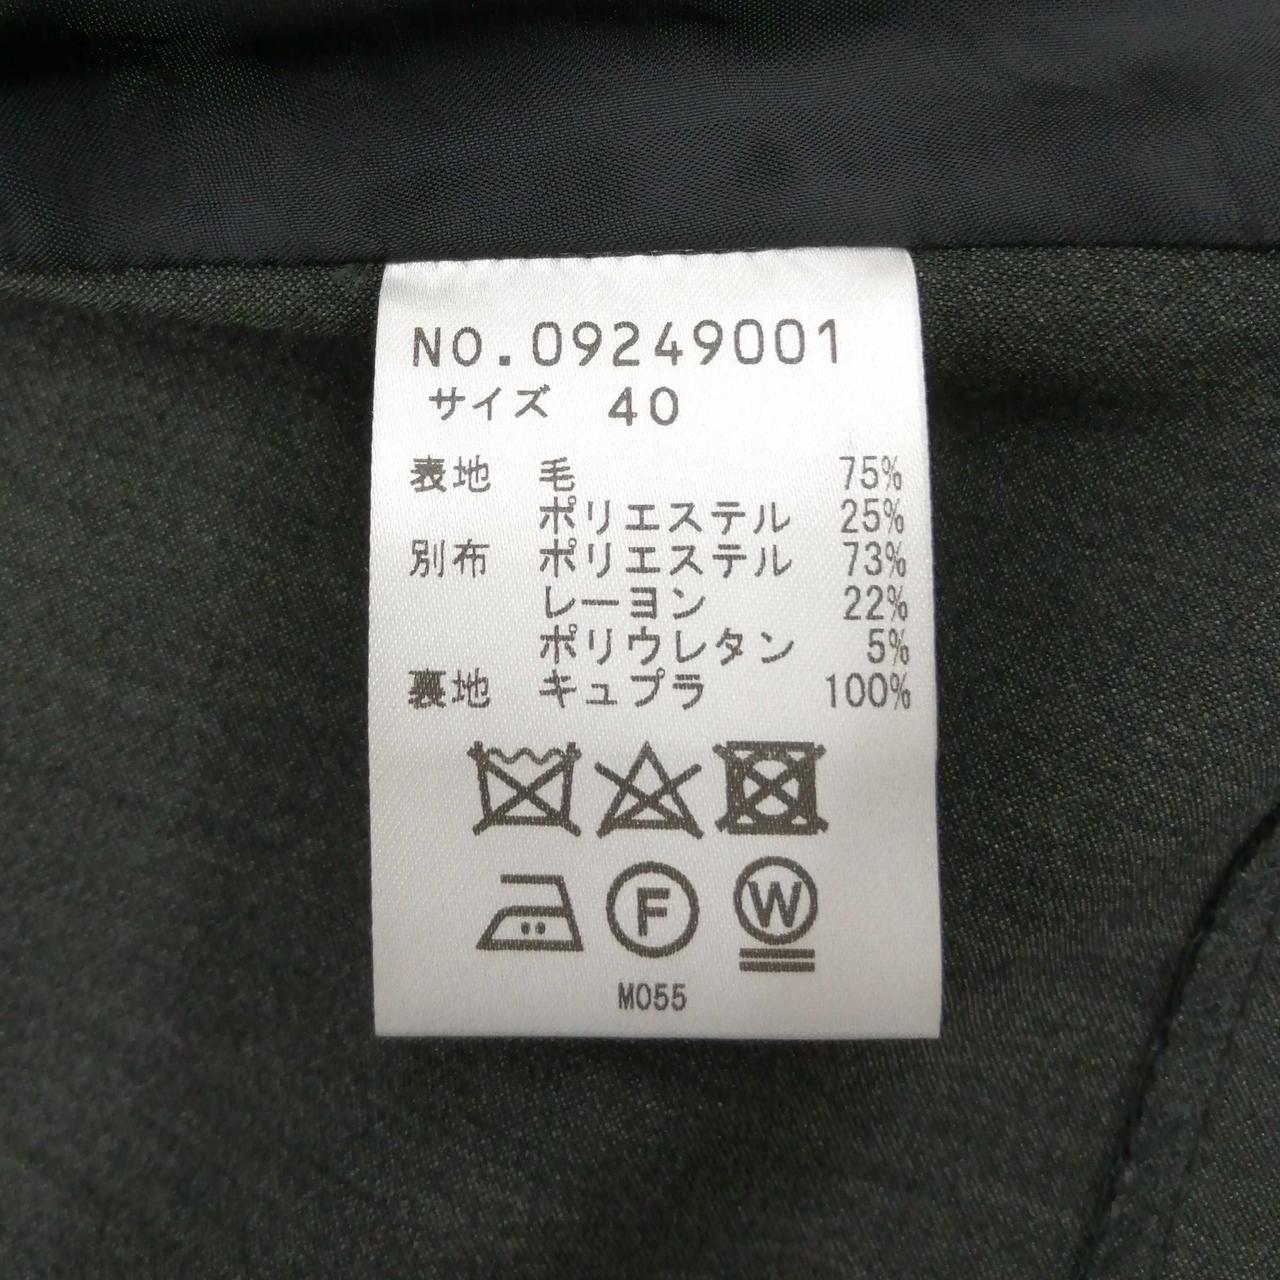 NO.09249001
サイズ 40
表地 毛 75%
ポリエステル 25%
別布 ポリエステル 73%
レーヨン 22%
ポリウレタン 5%
裏地 キュプラ 100%
F W
M055